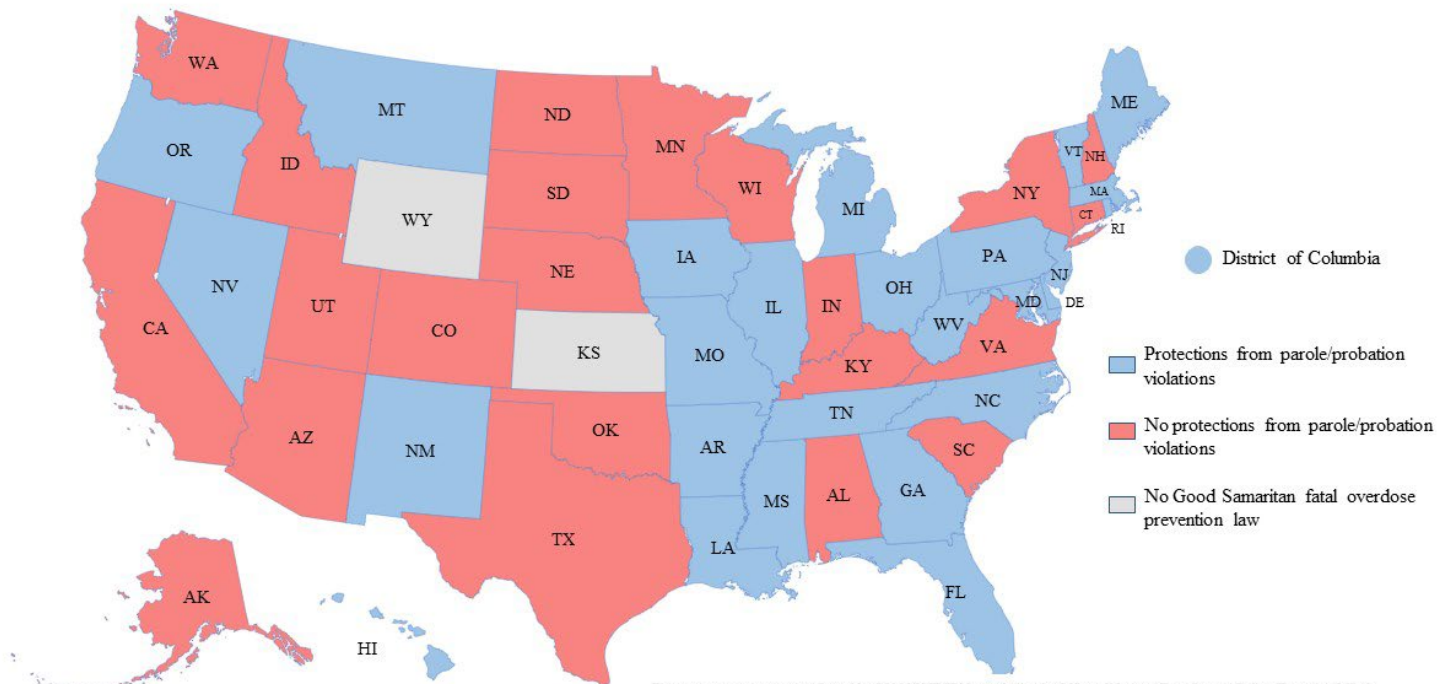 WA
MT
ND
MN
ME
OR
ID
SD
WI
VT
NH
NY
MA
WY
MI
CT
RI
IA
NE
PA
District of Columbia
NV
UT
CO
IL
IN
OH
NJ
MD
DE
WV
CA
KS
MO
KY
VA
Protections from parole/probation
violations
AZ
NM
OK
AR
TN
NC
No protections from parole/probation
violations
SC
MS
AL
GA
No Good Samaritan fatal overdose
prevention law
TX
LA
FL
AK
HI